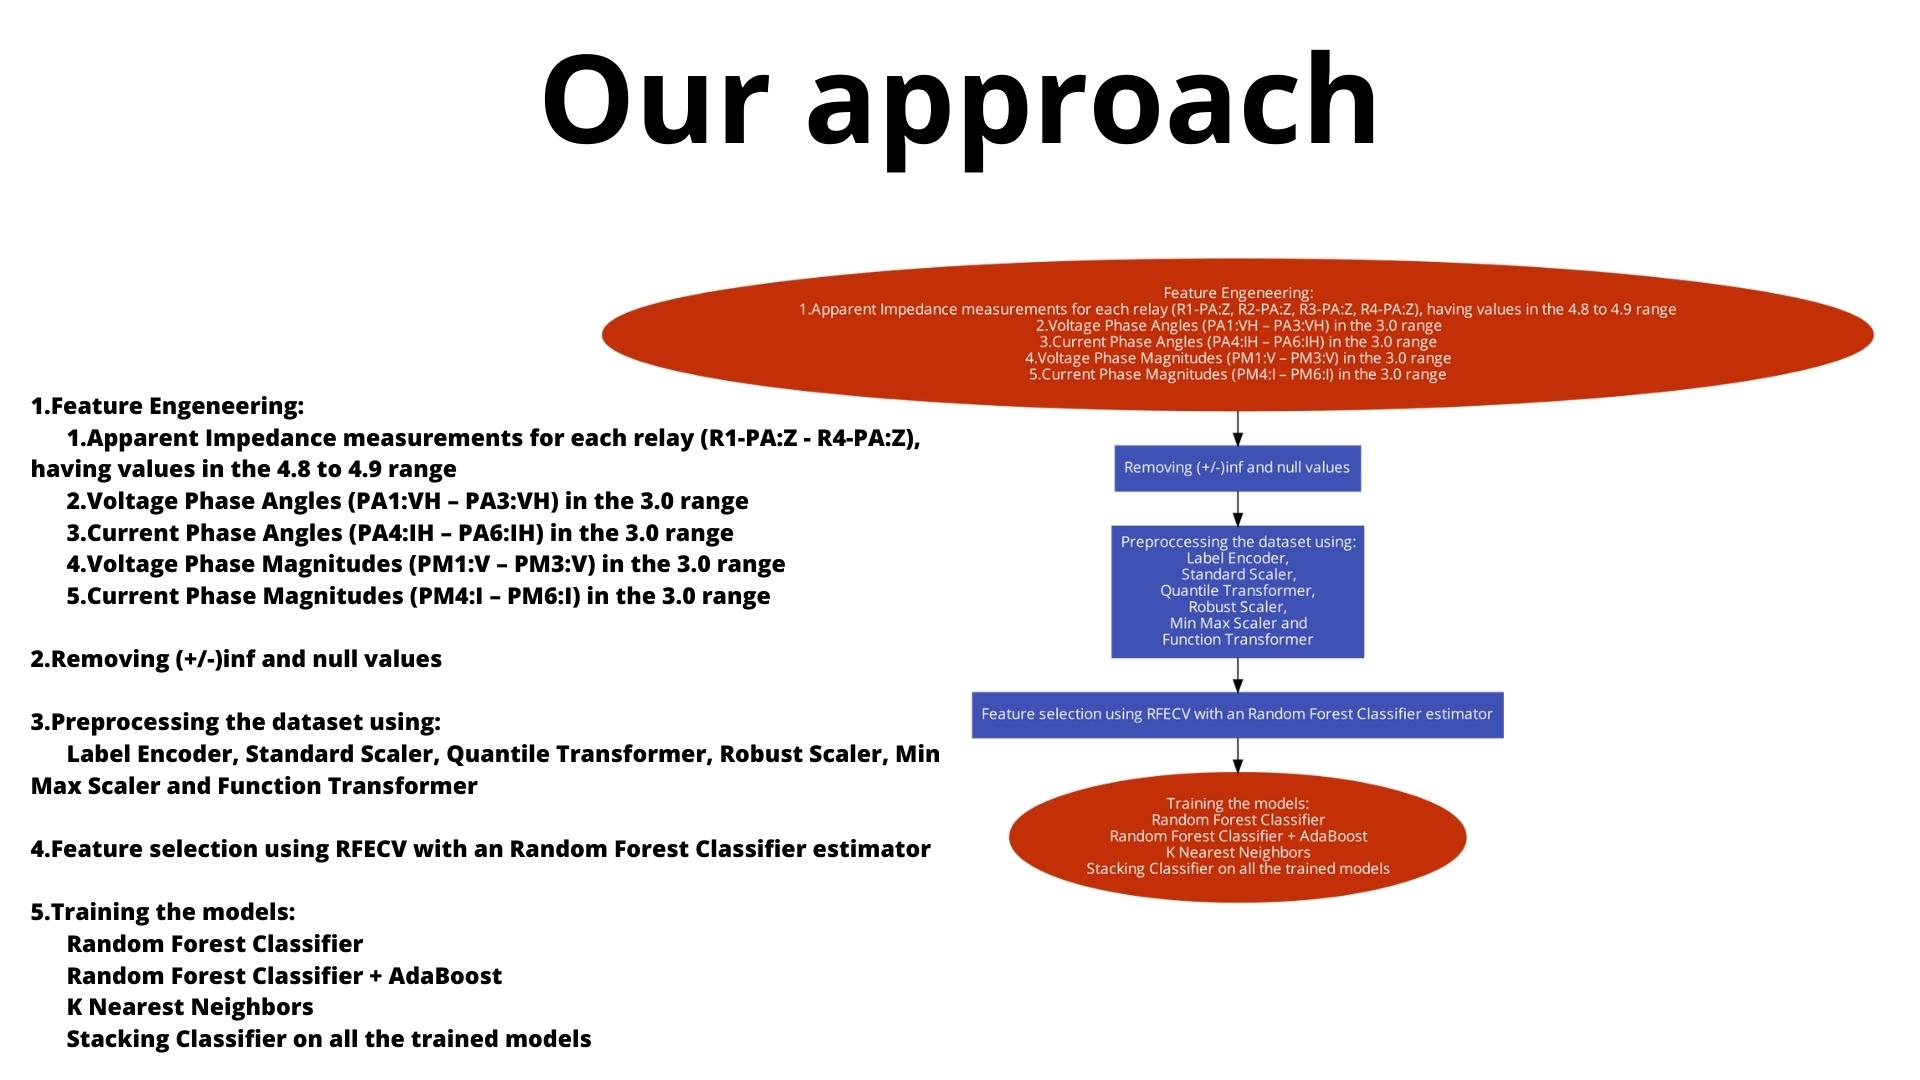 Our approach
1.Feature Engeneering:
1.Apparent Impedance measurements for each relay (R1-PA:Z - R4-PA:Z),
having values in the 4.8 to 4.9 range
2.Voltage Phase Angles (PA1:VH – PA3:VH) in the 3.0 range
3.Current Phase Angles (PA4:IH – PA6:IH) in the 3.0 range
4.Voltage Phase Magnitudes (PM1:V – PM3:V) in the 3.0 range
5.Current Phase Magnitudes (PM4:I – PM6:I) in the 3.0 range
2.Removing (+/-)inf and null values
3.Preprocessing the dataset using:
Label Encoder, Standard Scaler, Quantile Transformer, Robust Scaler, Min
Max Scaler and Function Transformer
4.Feature selection using RFECV with an Random Forest Classifier estimator
5.Training the models:
Random Forest Classifier
Random Forest Classifier + AdaBoost
K Nearest Neighbors
Stacking Classifier on all the trained models
Feature Engeneering:
1.Apparent Impedance measurements for each relay (R1-PA:Z, R2-PA:Z, R3-PA:Z, R4-PA:Z), having values in the 4.8 to 4.9 range
2.Voltage Phase Angles (PA1:VH – PA3:VH) in the 3.0 range
3.Current Phase Angles (PA4:IH – PA6:IH) in the 3.0 range
4.Voltage Phase Magnitudes (PM1:V – PM3:V) in the 3.0 range
5.Current Phase Magnitudes (PM4:I – PM6:I) in the 3.0 range
Removing (+/-)inf and null values
Preproccessing the dataset using:
Label Encoder,
Standard Scaler,
Quantile Transformer,
Robust Scaler,
Min Max Scaler and
Function Transformer
Feature selection using RFECV with an Random Forest Classifier estimator
Training the models:
Random Forest Classifier
Random Forest Classifier + AdaBoost
K Nearest Neighbors
Stacking Classifier on all the trained models